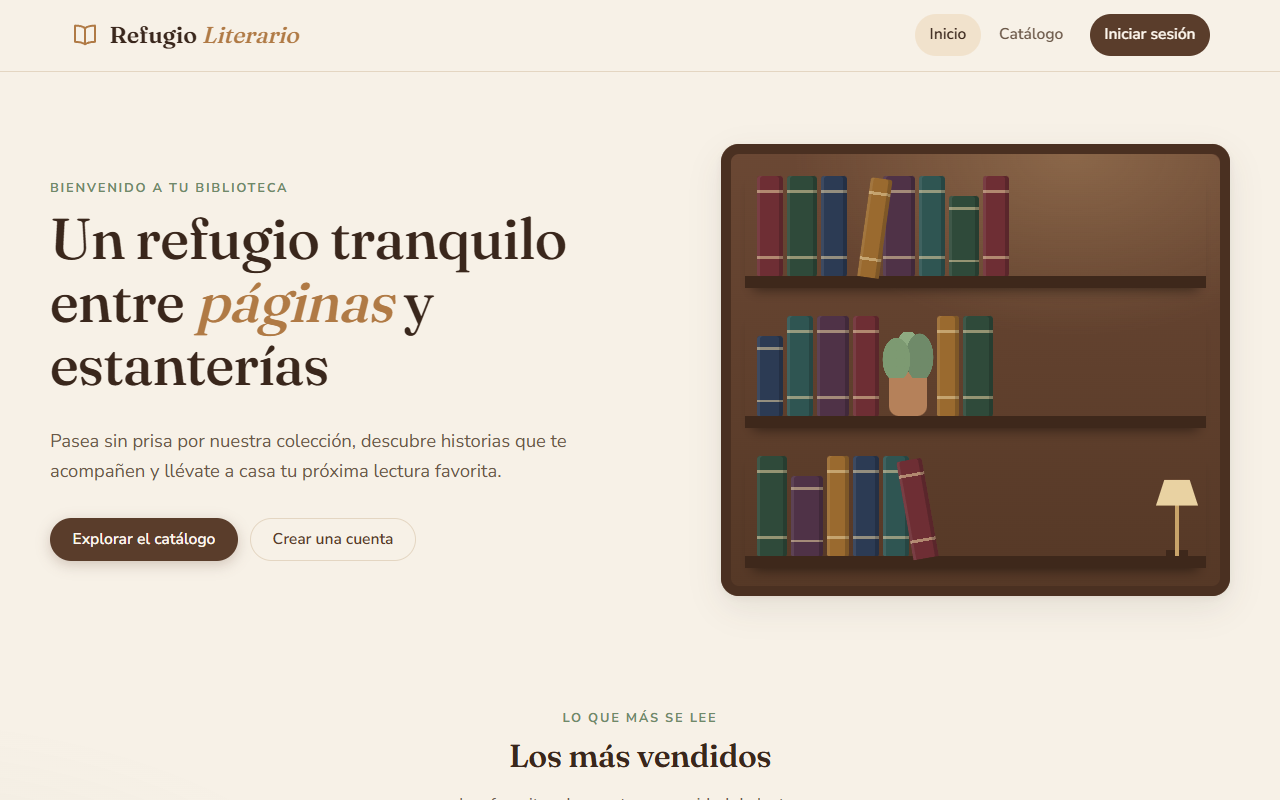 Refugio Literario
Inicio
Catálogo
Iniciar sesión
BIENVENIDO A TU BIBLIOTECA
Un refugio tranquilo
entre páginas y
estanterías
Pasea sin prisa por nuestra colección, descubre historias que te
acompañen y llévate a casa tu próxima lectura favorita.
Explorar el catálogo
Crear una cuenta
LO QUE MÁS SE LEE
Los más vendidos